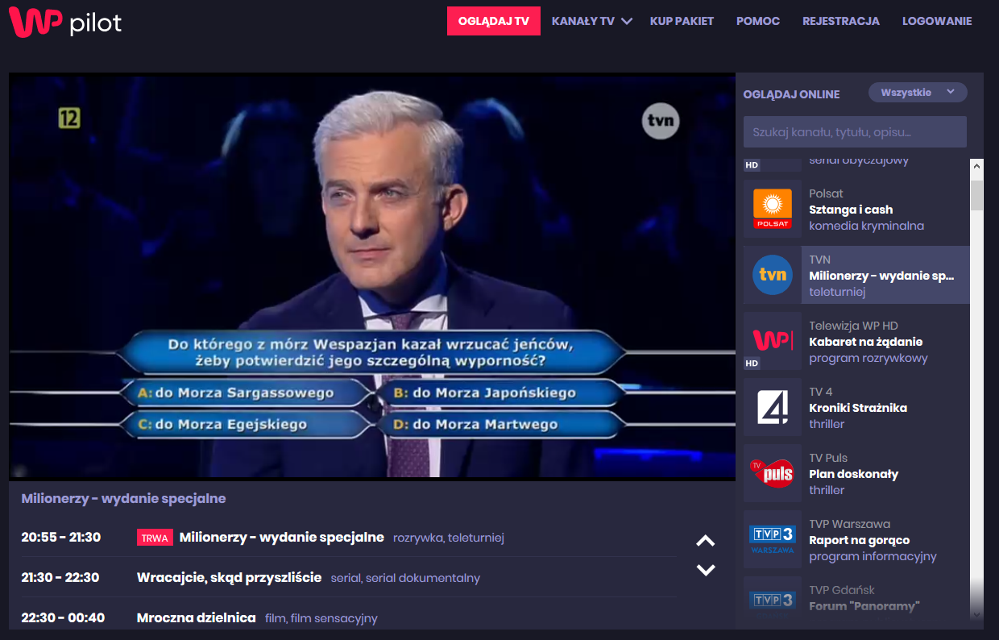 WP pilot
OGLĄDAJ TV
KANAŁY TV
KUP PAKIET
POMOC
REJESTRACJA
LOGOWANIE
12
tvn
Do którego z mórz Wespazjan kazał wrzucać jeńców,
żeby potwierdzić jego szczególną wyporność?
A: do Morza Sargassowego
B: do Morza Japońskiego
C: do Morza Egejskiego
D: do Morza Martwego
Milionerzy - wydanie specjalne
20:55 - 21:30 TRWA Milionerzy - wydanie specjalne rozrywka, teleturniej
21:30 - 22:30 Wracajcie, skąd przyszliście serial, serial dokumentalny
22:30 - 00:40 Mroczna dzielnica film, film sensacyjny
OGLĄDAJ ONLINE
Wszystkie
Szukaj kanału, tytułu, opisu...
HD
serial obyczajowy
POLSAT
Polsat
Sztanga i cash
komedia kryminalna
tvn
TVN
Milionerzy - wydanie sp...
teleturniej
WP
HD
Telewizja WP HD
Kabaret na żądanie
program rozrywkowy
4
TV 4
Kroniki Strażnika
thriller
TV puls
TV Puls
Plan doskonały
thriller
TVP3
WARSZAWA
TVP Warszawa
Raport na gorąco
program informacyjny
TVP3
TVP Gdańsk
Forum "Panoramy"